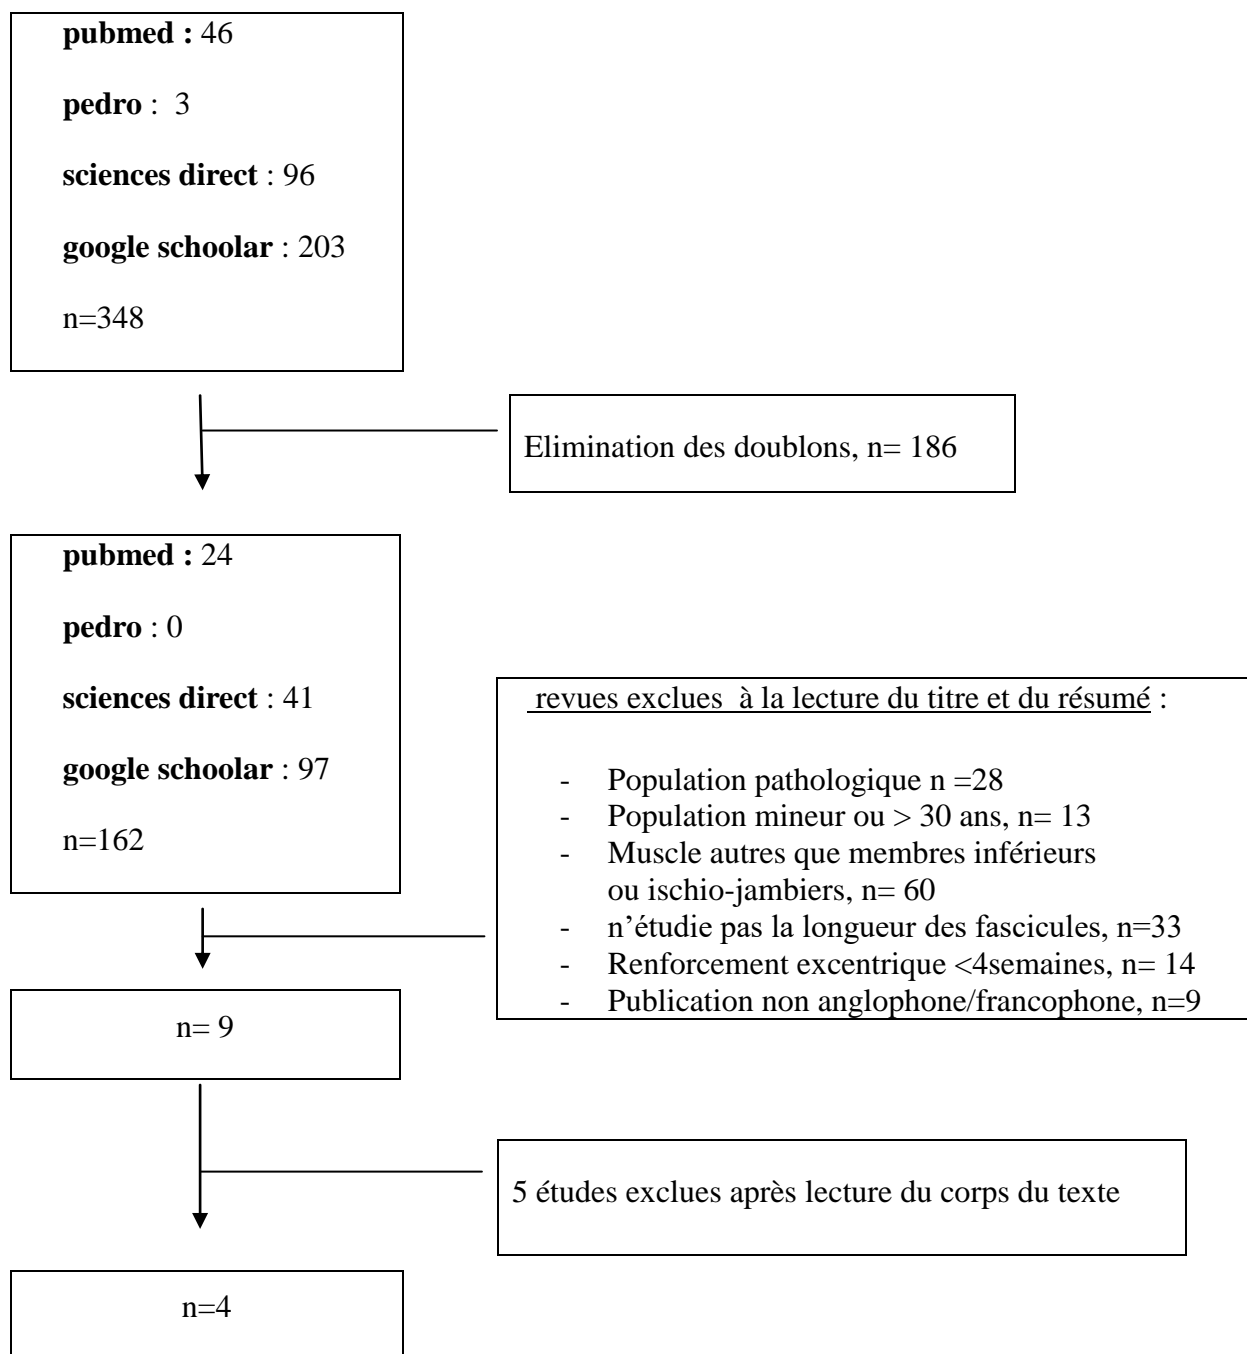 pubmed : 46
pedro : 3
sciences direct : 96
google schoolar : 203
n=348
Elimination des doublons, n= 186
pubmed : 24
pedro : 0
sciences direct : 41
google schoolar : 97
n=162
revues exclues à la lecture du titre et du résumé :
- Population pathologique n =28
- Population mineur ou > 30 ans, n= 13
- Muscle autres que membres inférieurs
ou ischio-jambiers, n= 60
- n’étudie pas la longueur des fascicules, n=33
- Renforcement excentrique <4semaines, n= 14
- Publication non anglophone/francophone, n=9
n= 9
5 études exclues après lecture du corps du texte
n=4